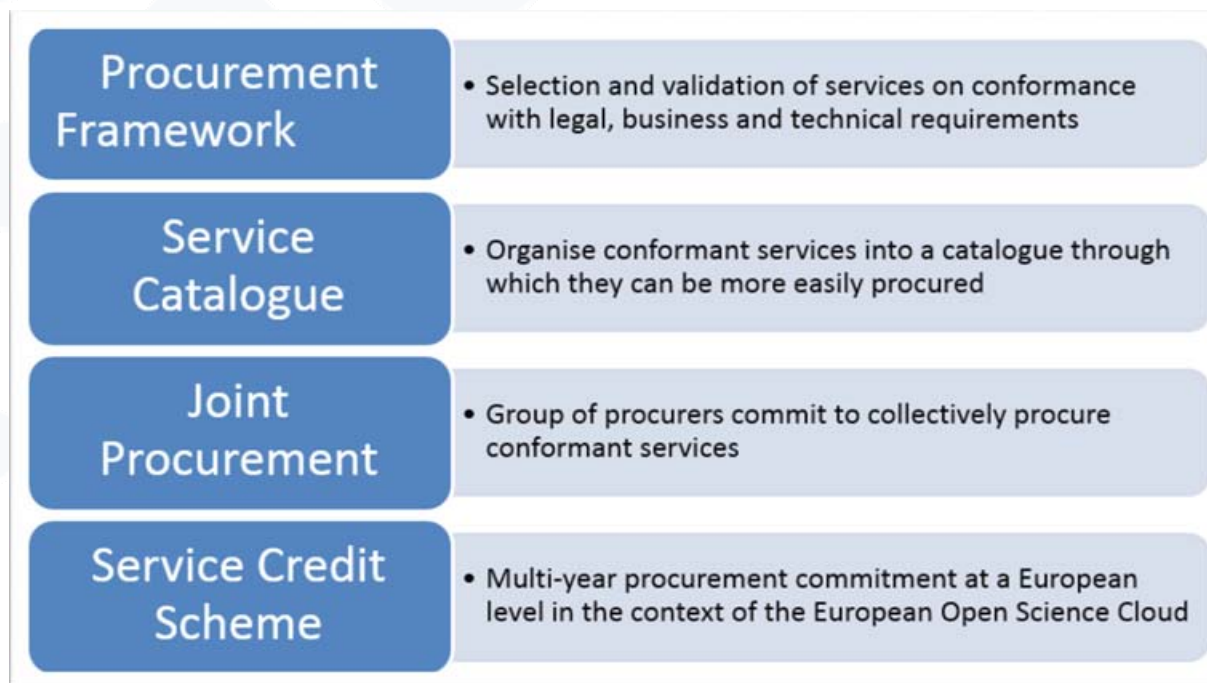 Procurement
Framework
• Selection and validation of services on conformance
with legal, business and technical requirements
Service
Catalogue
• Organise conformant services into a catalogue through
which they can be more easily procured
Joint
Procurement
• Group of procurers commit to collectively procure
conformant services
Service Credit
Scheme
• Multi-year procurement commitment at a European
level in the context of the European Open Science Cloud